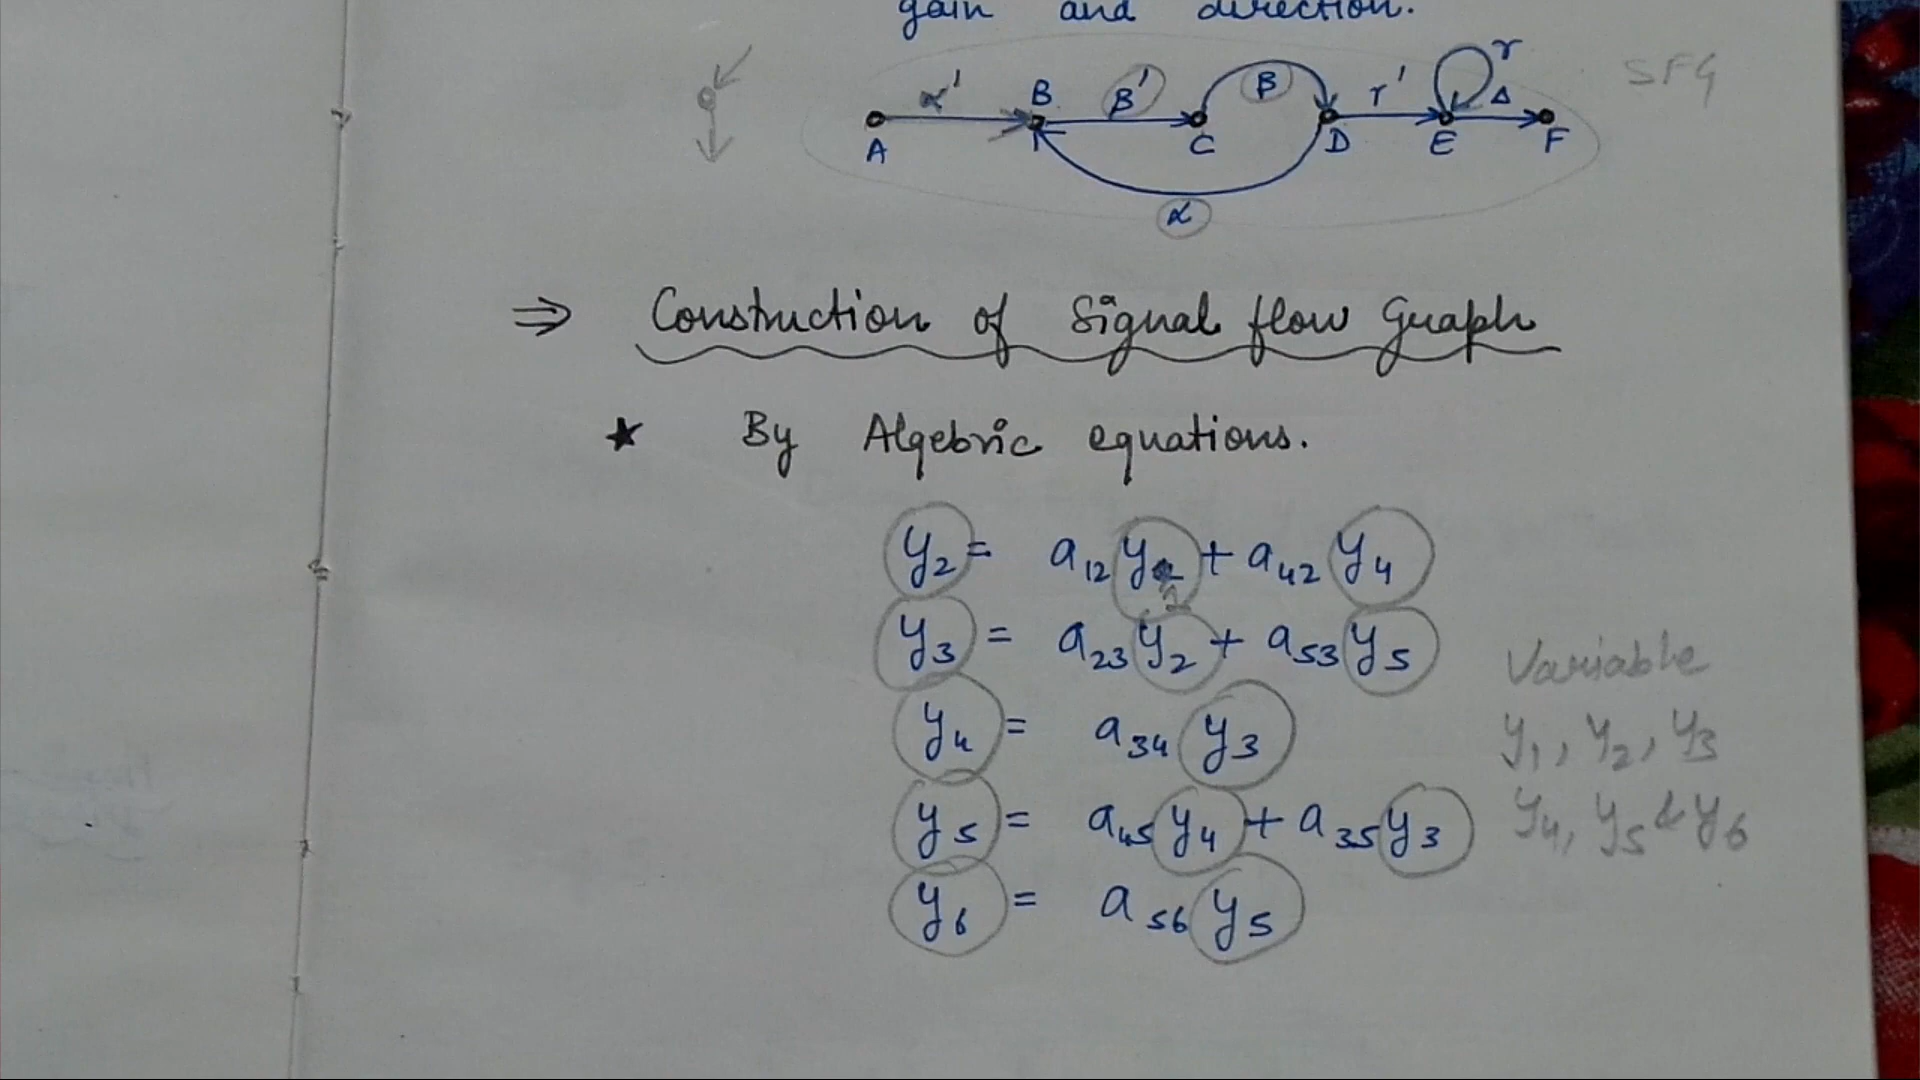 gain and direction.
α' B β' C β D γ' E γ Δ F SFG
A
α
⇒ Construction of Signal flow Graph
★ By Algebric equations.
y₂ = a₁₂ y + a₄₂ y₄
y₃ = a₂₃ y₂ + a₅₃ y₅
Variable
y₄ = a₃₄ y₃
y₁, y₂, y₃
y₅ = a₄₅ y₄ + a₃₅ y₃
y₄, y₅ & y₆
y₆ = a₅₆ y₅